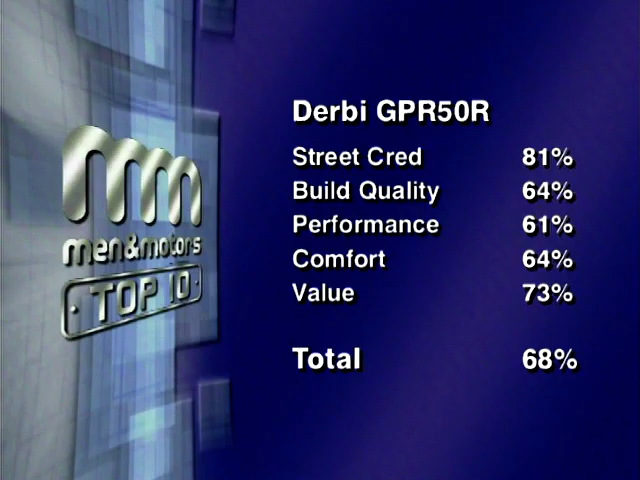 Derbi GPR50R
Street Cred 81%
Build Quality 64%
Performance 61%
Comfort 64%
Value 73%
Total 68%
men&motors
TOP 10